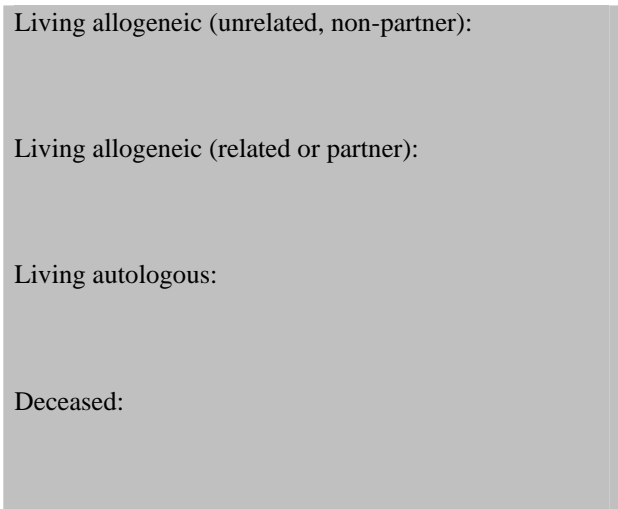 Living allogeneic (unrelated, non-partner):
Living allogeneic (related or partner):
Living autologous:
Deceased: